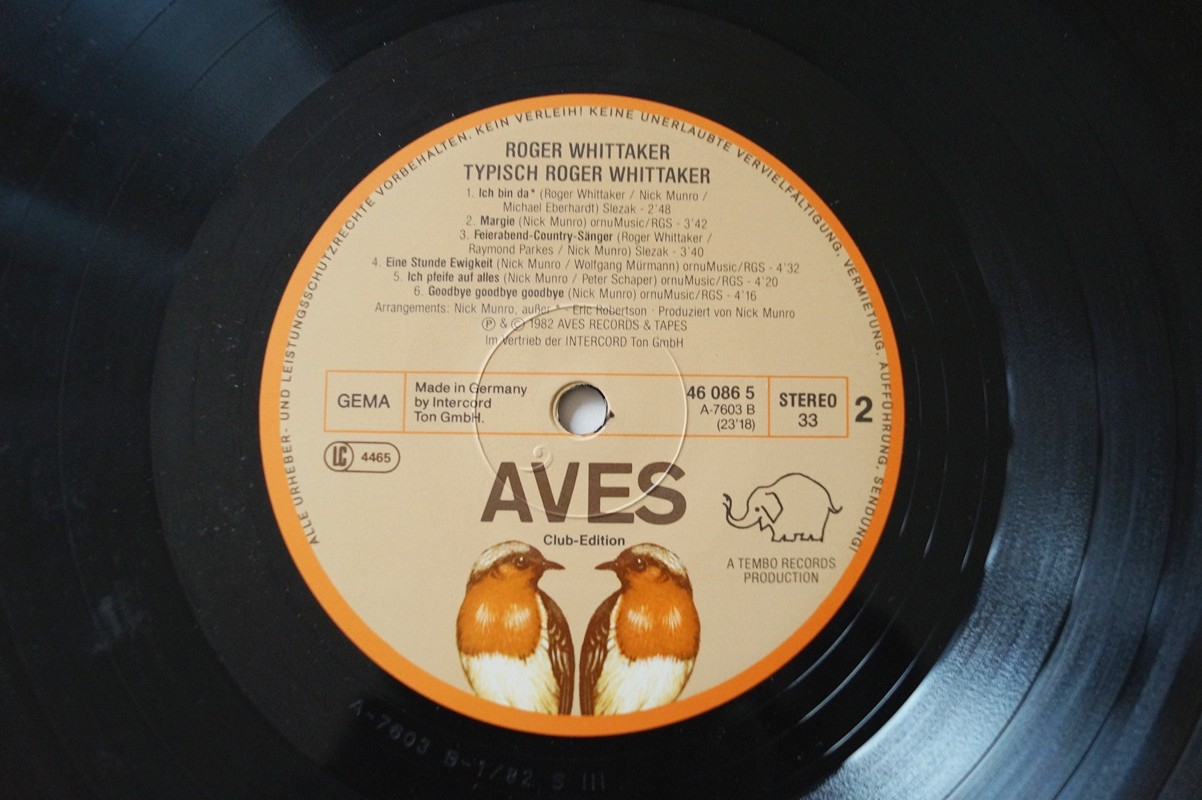 ALLE URHEBER- UND LEISTUNGSSCHUTZRECHTE VORBEHALTEN. KEIN VERLEIH! KEINE UNERLAUBTE VERVIELFÄLTIGUNG, VERMIETUNG, AUFFÜHRUNG, SENDUNG!
ROGER WHITTAKER
TYPISCH ROGER WHITTAKER
1. Ich bin da* (Roger Whittaker / Nick Munro /
Michael Eberhardt) Slezak - 2'48
2. Margie (Nick Munro) ornuMusic/RGS - 3'42
3. Feierabend-Country-Sänger (Roger Whittaker /
Raymond Parkes / Nick Munro) Slezak - 3'40
4. Eine Stunde Ewigkeit (Nick Munro / Wolfgang Mürmann) ornuMusic/RGS - 4'32
5. Ich pfeife auf alles (Nick Munro / Peter Schaper) ornuMusic/RGS - 4'20
6. Goodbye goodbye goodbye (Nick Munro) ornuMusic/RGS - 4'16
Arrangements: Nick Munro, außer * - Eric Robertson · Produziert von Nick Munro
℗ & © 1982 AVES RECORDS & TAPES
Im Vertrieb der INTERCORD Ton GmbH
GEMA
Made in Germany
by Intercord
Ton GmbH.
46 086 5
A-7603 B
(23'18)
STEREO
33
2
LC 4465
AVES
Club-Edition
A TEMBO RECORDS
PRODUCTION
A-7603 B-1/82 S III